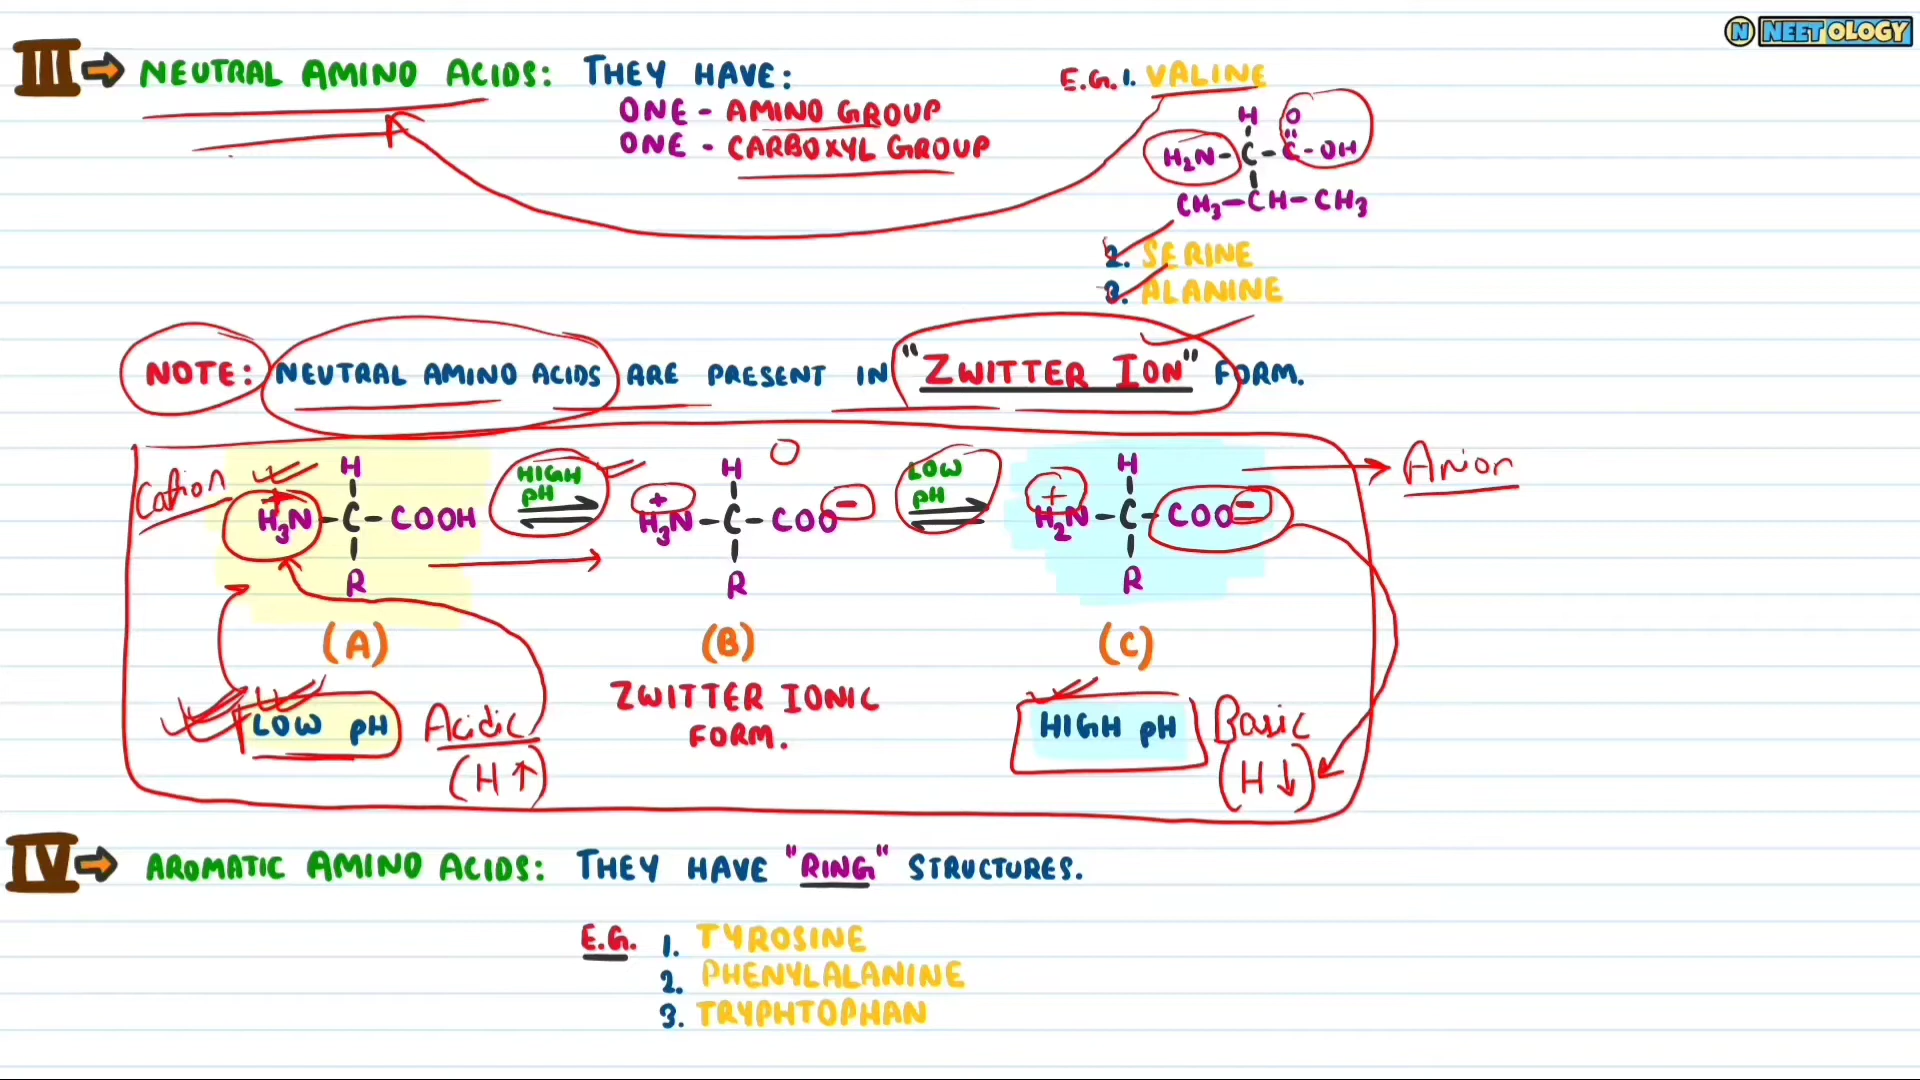 N NEETOLOGY
III NEUTRAL AMINO ACIDS: THEY HAVE:
ONE - AMINO GROUP
ONE - CARBOXYL GROUP
E.G. 1. VALINE
H O
H2N - C - C - OH
CH3 - CH - CH3
2. SERINE
3. ALANINE
NOTE: NEUTRAL AMINO ACIDS ARE PRESENT IN "ZWITTER ION" FORM.
Cation
H
+
H3N - C - COOH
R
(A)
LOW pH
Acidic
(H ↑)
HIGH
pH
H
+
H3N - C - COO-
R
(B)
ZWITTER IONIC
FORM.
LOW
pH
H
+
H2N - C - COO-
R
(C)
HIGH pH
Basic
(H ↓)
Anion
IV AROMATIC AMINO ACIDS: THEY HAVE "RING" STRUCTURES.
E.G. 1. TYROSINE
2. PHENYLALANINE
3. TRYPHTOPHAN